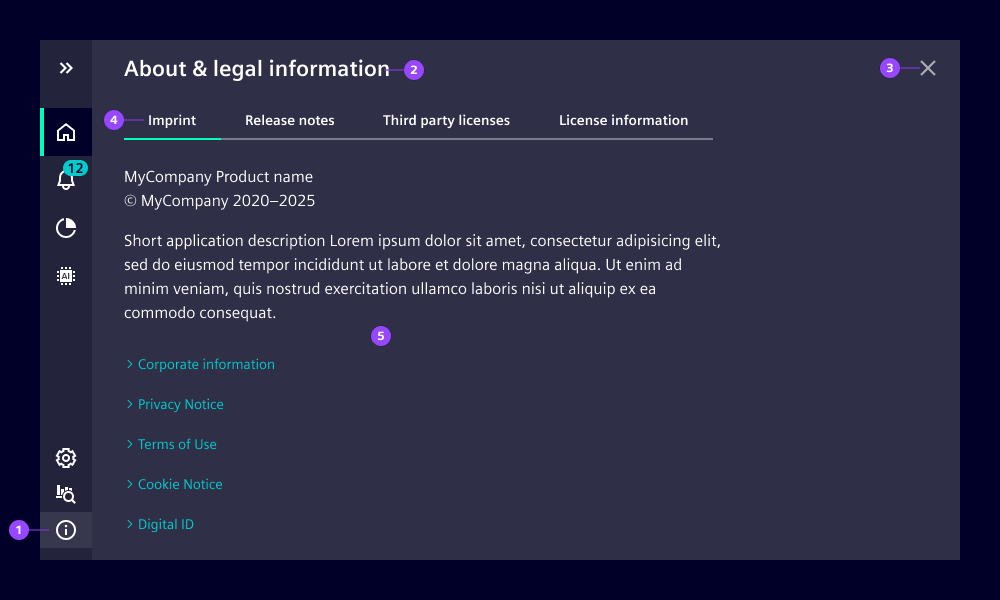 About & legal information
2
3
4
Imprint
Release notes
Third party licenses
License information
12
MyCompany Product name
© MyCompany 2020–2025
AI
Short application description Lorem ipsum dolor sit amet, consectetur adipisicing elit,
sed do eiusmod tempor incididunt ut labore et dolore magna aliqua. Ut enim ad
minim veniam, quis nostrud exercitation ullamco laboris nisi ut aliquip ex ea
commodo consequat.
5
Corporate information
Privacy Notice
Terms of Use
Cookie Notice
Digital ID
1